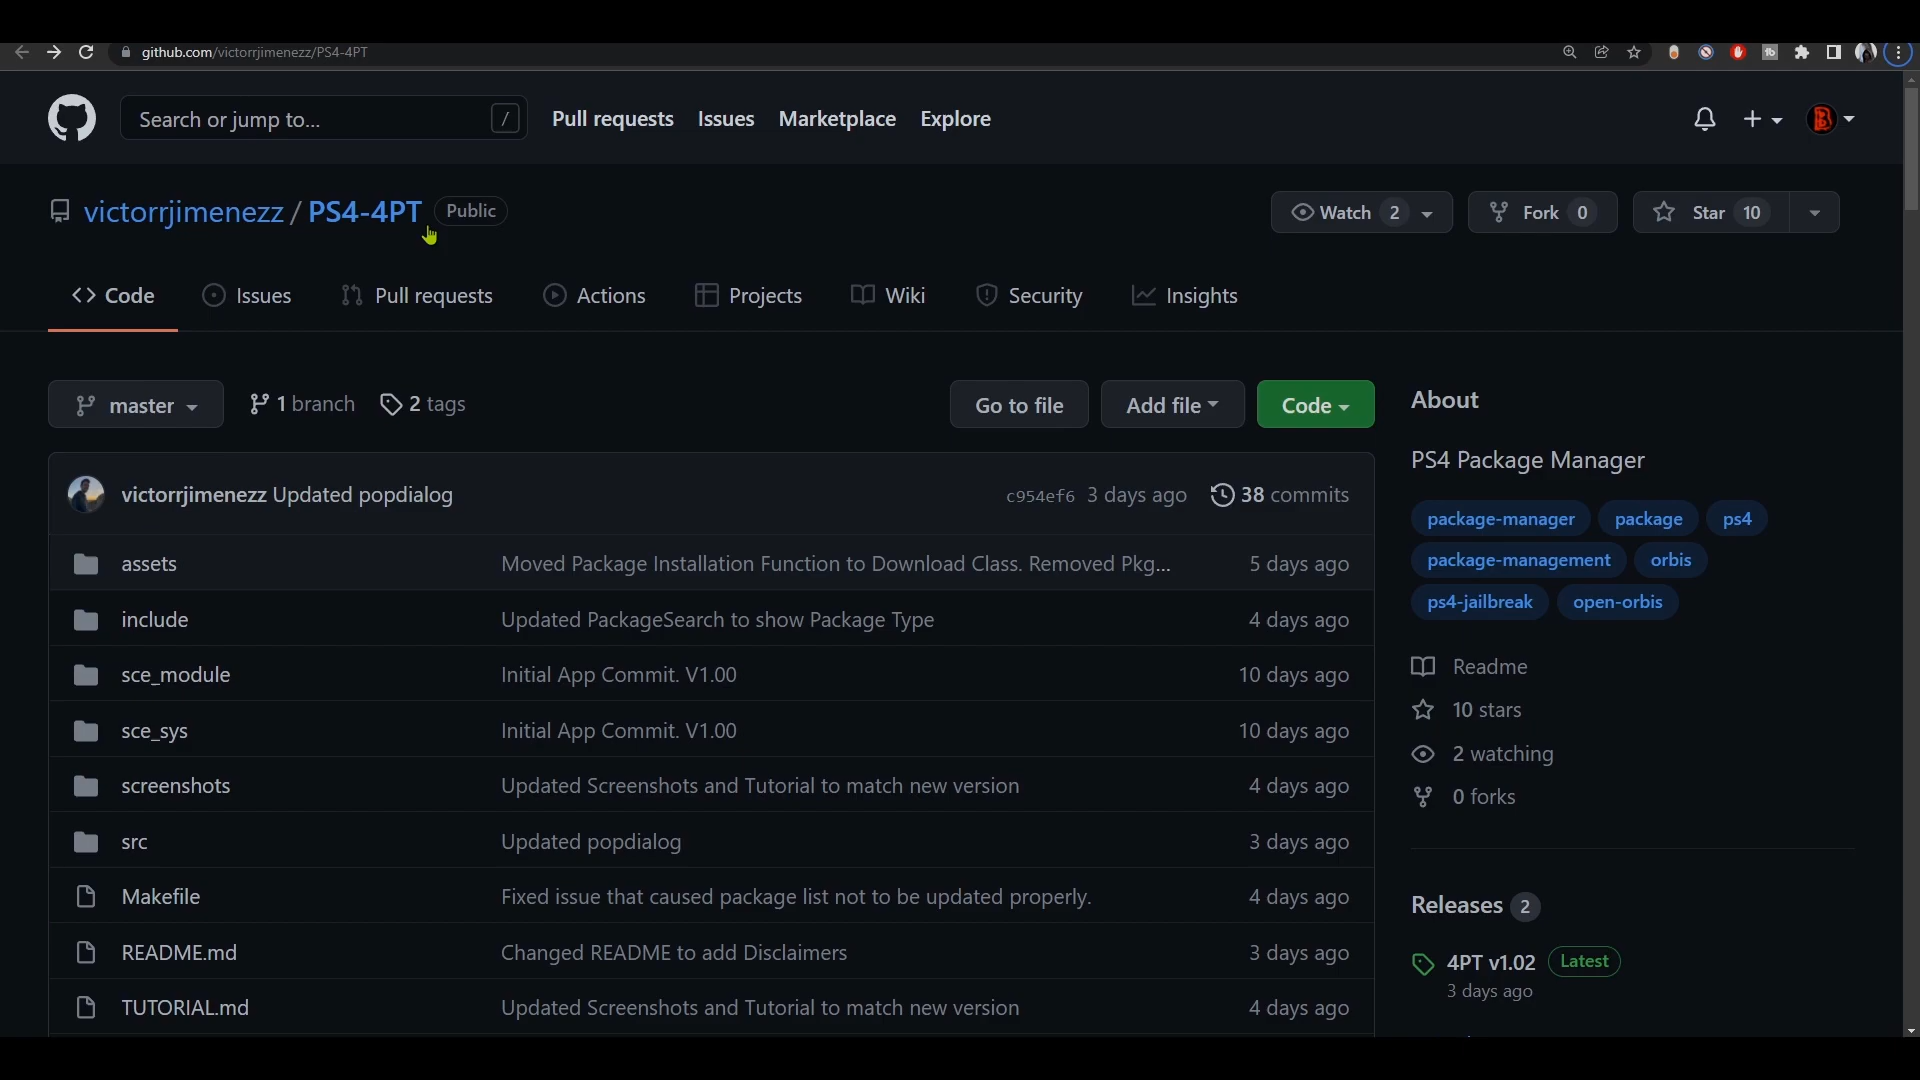 github.com/victorrjimenezz/PS4-4PT
Search or jump to... /
Pull requests Issues Marketplace Explore
victorrjimenezz / PS4-4PT Public
Watch 2 Fork 0 Star 10
Code Issues Pull requests Actions Projects Wiki Security Insights
master 1 branch 2 tags
Go to file Add file Code
victorrjimenezz Updated popdialog c954ef6 3 days ago 38 commits
assets Moved Package Installation Function to Download Class. Removed Pkg... 5 days ago
include Updated PackageSearch to show Package Type 4 days ago
sce_module Initial App Commit. V1.00 10 days ago
sce_sys Initial App Commit. V1.00 10 days ago
screenshots Updated Screenshots and Tutorial to match new version 4 days ago
src Updated popdialog 3 days ago
Makefile Fixed issue that caused package list not to be updated properly. 4 days ago
README.md Changed README to add Disclaimers 3 days ago
TUTORIAL.md Updated Screenshots and Tutorial to match new version 4 days ago
About
PS4 Package Manager
package-manager package ps4
package-management orbis
ps4-jailbreak open-orbis
Readme
10 stars
2 watching
0 forks
Releases 2
4PT v1.02 Latest
3 days ago